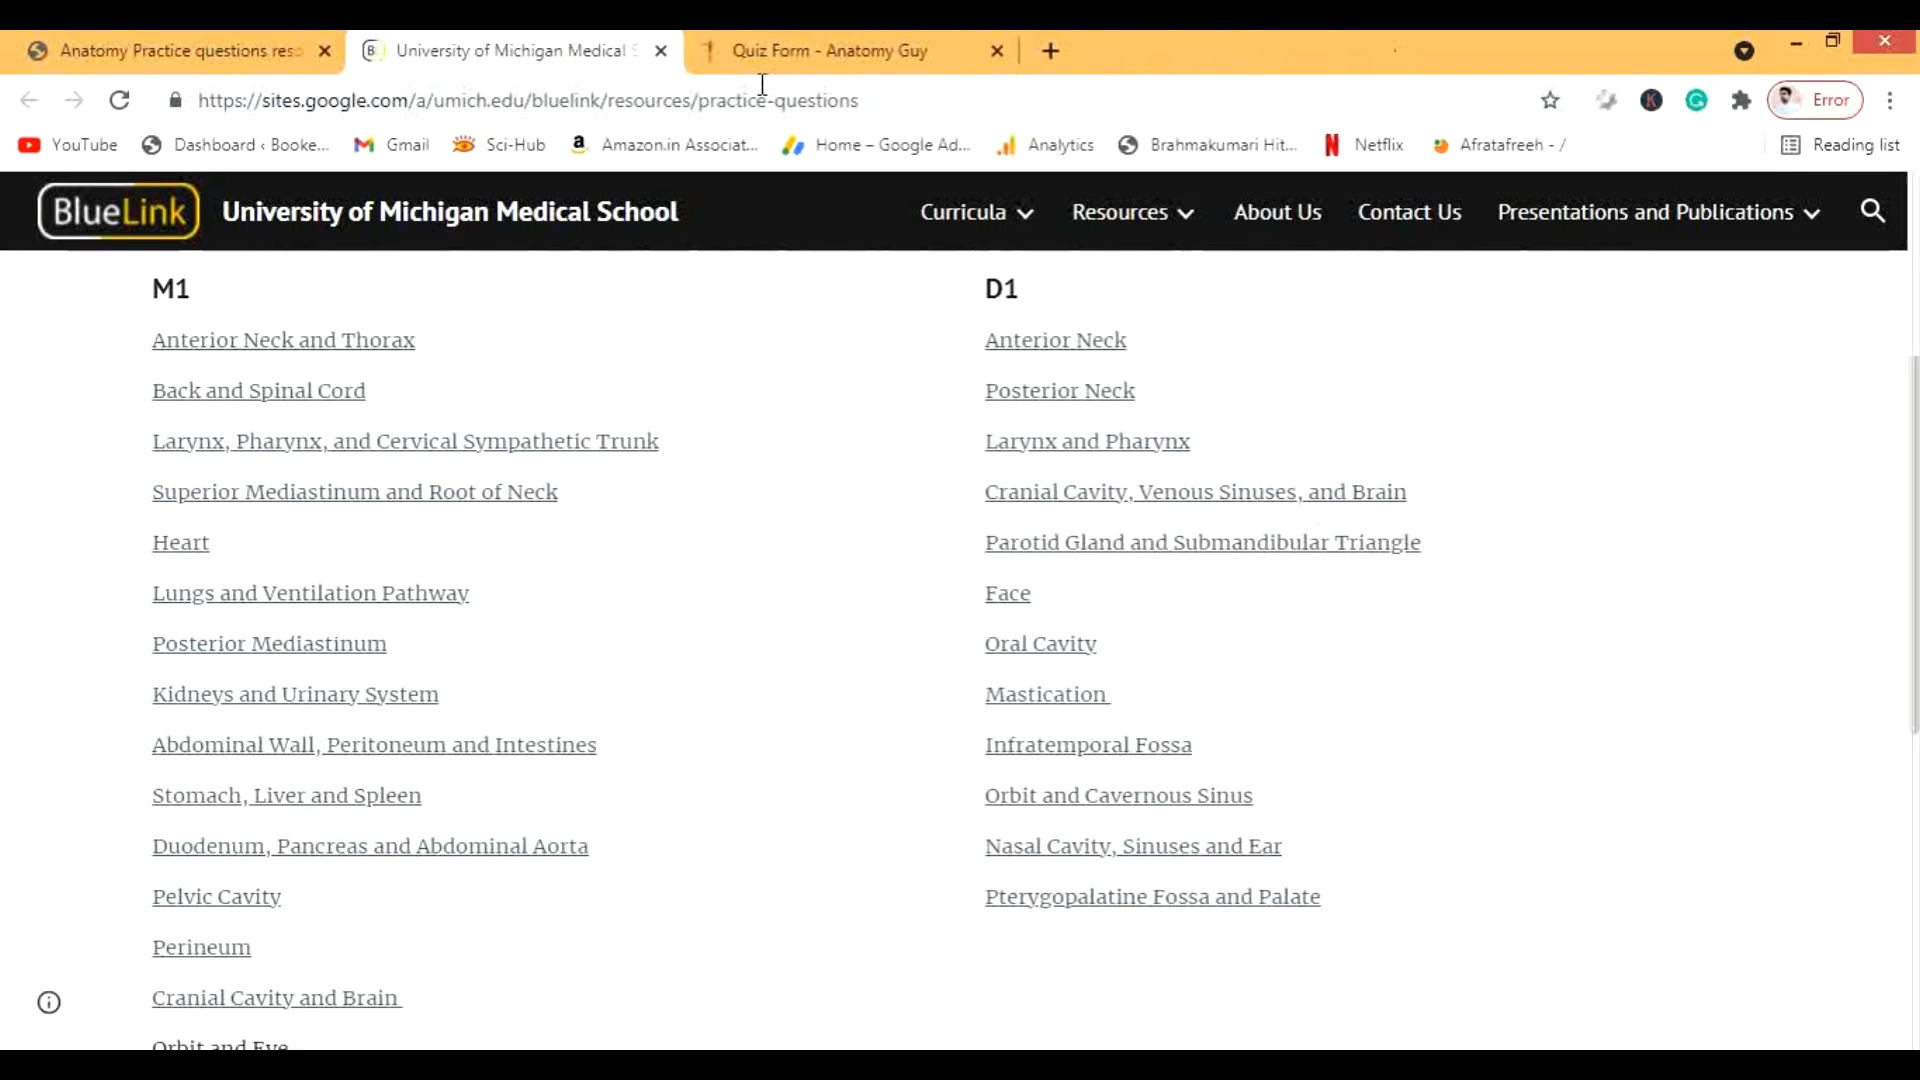 Anatomy Practice questions res
University of Michigan Medical S
Quiz Form - Anatomy Guy
https://sites.google.com/a/umich.edu/bluelink/resources/practice-questions
K
G
Error
YouTube
Dashboard ‹ Booke...
Gmail
Sci-Hub
a
Amazon.in Associat...
Home – Google Ad...
Analytics
Brahmakumari Hit...
Netflix
Afratafreeh - /
Reading list
BlueLink
University of Michigan Medical School
Curricula
Resources
About Us
Contact Us
Presentations and Publications
M1
Anterior Neck and Thorax
Back and Spinal Cord
Larynx, Pharynx, and Cervical Sympathetic Trunk
Superior Mediastinum and Root of Neck
Heart
Lungs and Ventilation Pathway
Posterior Mediastinum
Kidneys and Urinary System
Abdominal Wall, Peritoneum and Intestines
Stomach, Liver and Spleen
Duodenum, Pancreas and Abdominal Aorta
Pelvic Cavity
Perineum
Cranial Cavity and Brain
Orbit and Eye
D1
Anterior Neck
Posterior Neck
Larynx and Pharynx
Cranial Cavity, Venous Sinuses, and Brain
Parotid Gland and Submandibular Triangle
Face
Oral Cavity
Mastication
Infratemporal Fossa
Orbit and Cavernous Sinus
Nasal Cavity, Sinuses and Ear
Pterygopalatine Fossa and Palate